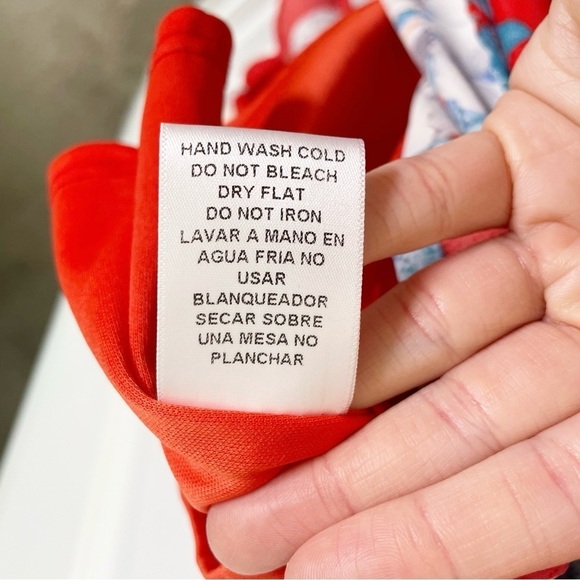 HAND WASH COLD
DO NOT BLEACH
DRY FLAT
DO NOT IRON
LAVAR A MANO EN
AGUA FRIA NO
USAR
BLANQUEADOR
SECAR SOBRE
UNA MESA NO
PLANCHAR